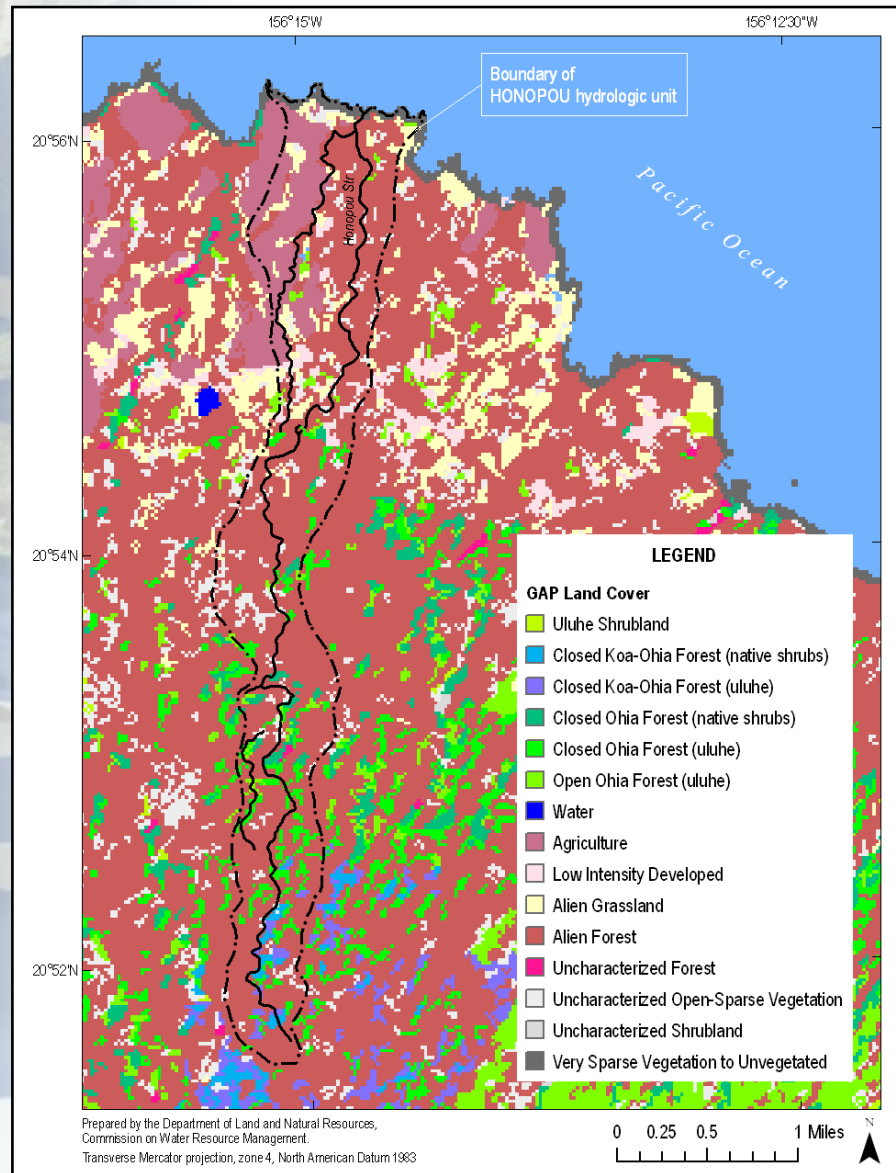 156°15'W
156°12'30"W
Boundary of
HONOPOU hydrologic unit
20°56'N
Honopou Str
Pacific Ocean
20°54'N
LEGEND
GAP Land Cover
Uluhe Shrubland
Closed Koa-Ohia Forest (native shrubs)
Closed Koa-Ohia Forest (uluhe)
Closed Ohia Forest (native shrubs)
Closed Ohia Forest (uluhe)
Open Ohia Forest (uluhe)
Water
Agriculture
Low Intensity Developed
Alien Grassland
Alien Forest
Uncharacterized Forest
Uncharacterized Open-Sparse Vegetation
Uncharacterized Shrubland
Very Sparse Vegetation to Unvegetated
20°52'N
Prepared by the Department of Land and Natural Resources,
Commission on Water Resource Management.
Transverse Mercator projection, zone 4, North American Datum 1983
0 0.25 0.5 1 Miles
N